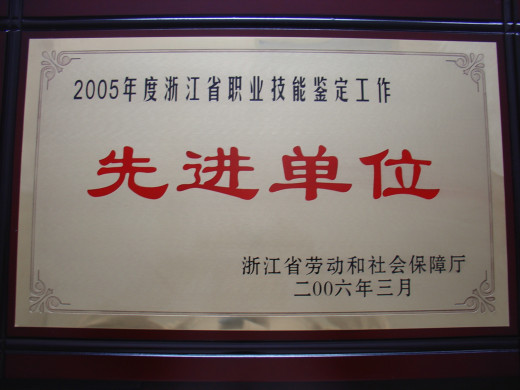 2005年度浙江省职业技能鉴定工作
先进单位
浙江省劳动和社会保障厅
二00六年三月